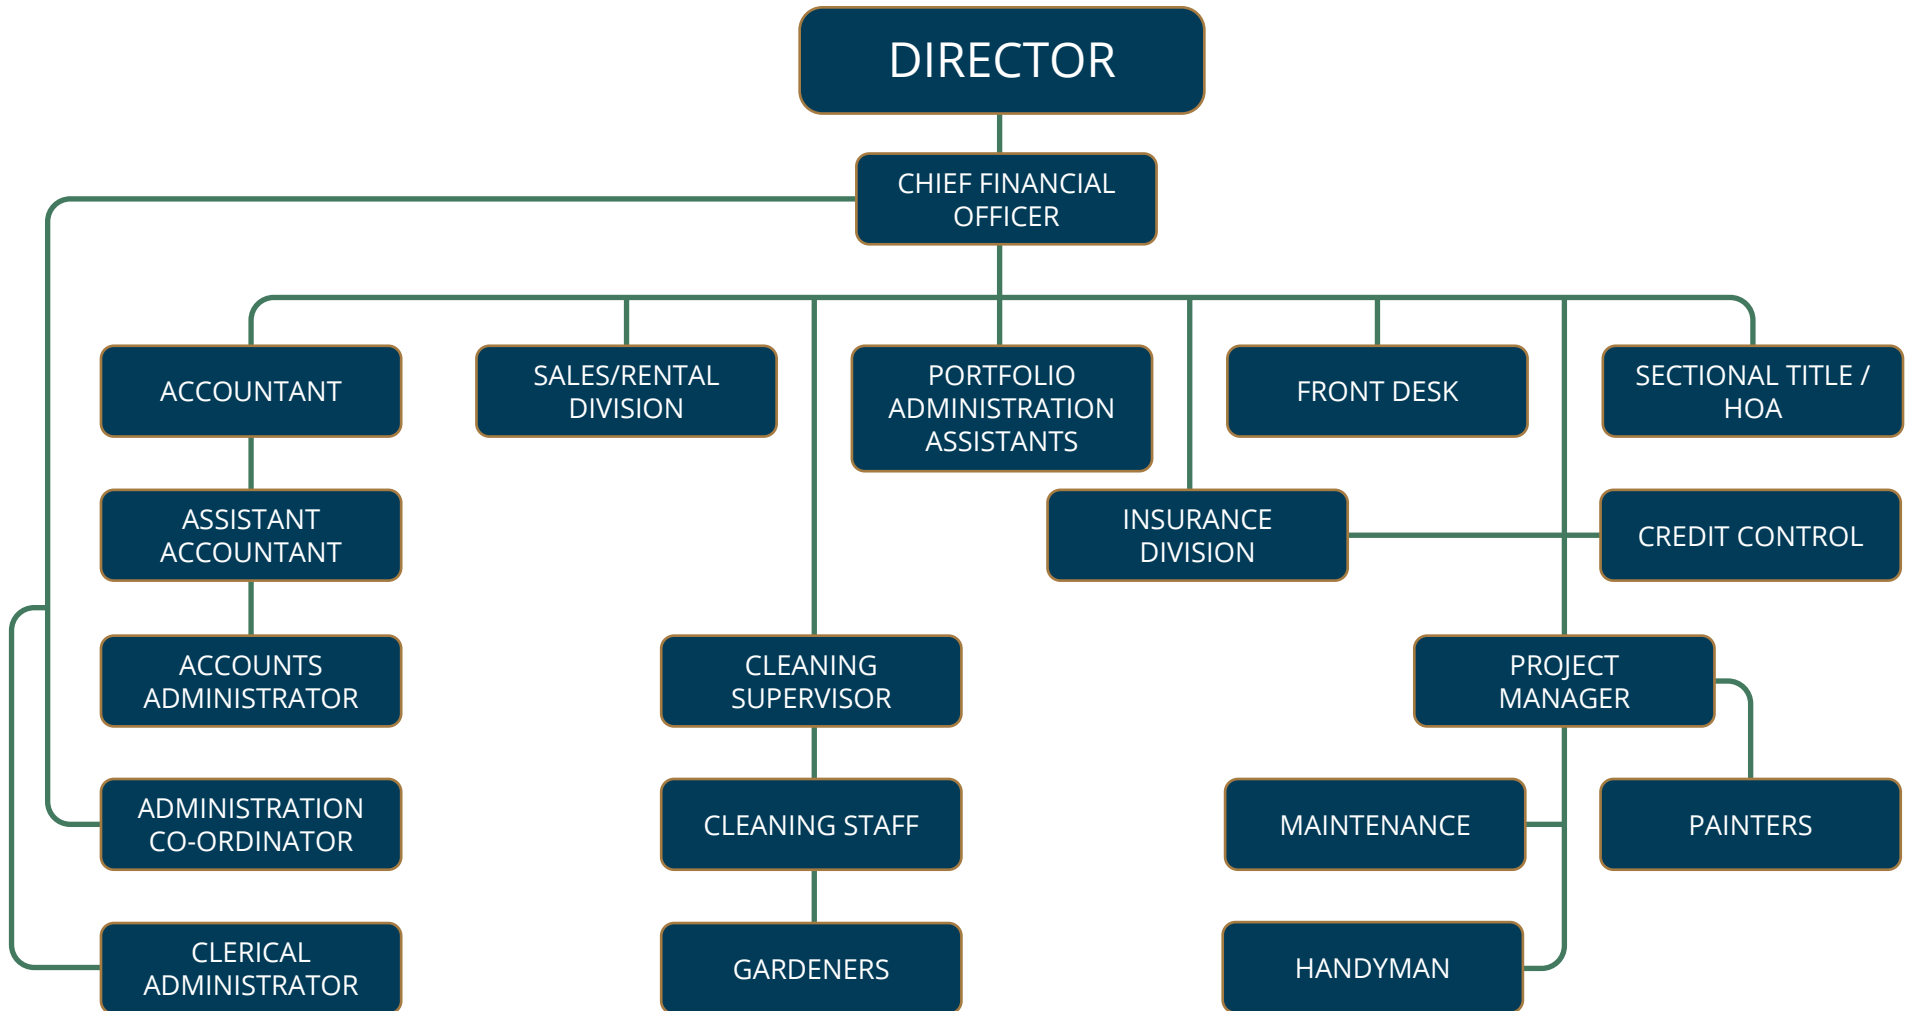 DIRECTOR
CHIEF FINANCIAL
OFFICER
ACCOUNTANT
SALES/RENTAL
DIVISION
PORTFOLIO
ADMINISTRATION
ASSISTANTS
FRONT DESK
SECTIONAL TITLE /
HOA
ASSISTANT
ACCOUNTANT
INSURANCE
DIVISION
CREDIT CONTROL
ACCOUNTS
ADMINISTRATOR
CLEANING
SUPERVISOR
PROJECT
MANAGER
ADMINISTRATION
CO-ORDINATOR
CLEANING STAFF
MAINTENANCE
PAINTERS
CLERICAL
ADMINISTRATOR
GARDENERS
HANDYMAN